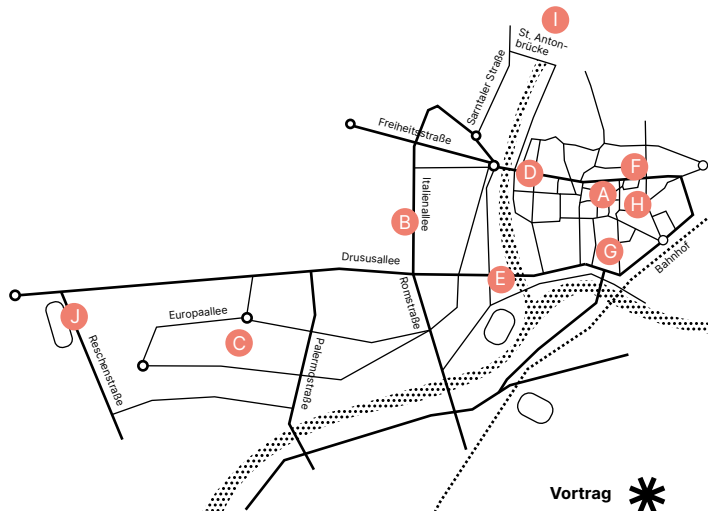 I
St. Anton-
brücke
Sarntaler Straße
Freiheitsstraße
D
F
A
H
Italienallee
B
G
Bahnhof
Drususallee
E
Romstraße
J
Europaallee
C
Reschenstraße
Palermostraße
Vortrag